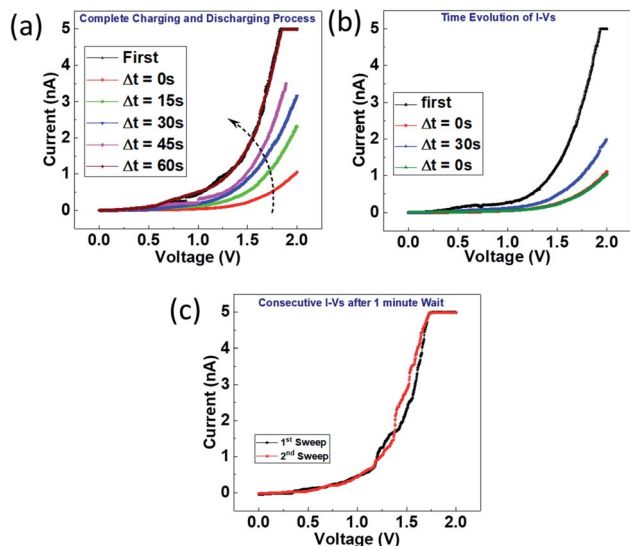 (a)
Complete Charging and Discharging Process
Current (nA)
5
4
3
2
1
0
First
Δt = 0s
Δt = 15s
Δt = 30s
Δt = 45s
Δt = 60s
0.0 0.5 1.0 1.5 2.0
Voltage (V)
(b)
Time Evolution of I-Vs
Current (nA)
5
4
3
2
1
0
first
Δt = 0s
Δt = 30s
Δt = 0s
0.0 0.5 1.0 1.5 2.0
Voltage (V)
(c)
Consecutive I-Vs after 1 minute Wait
Current (nA)
5
4
3
2
1
0
1st Sweep
2nd Sweep
0.0 0.5 1.0 1.5 2.0
Voltage (V)